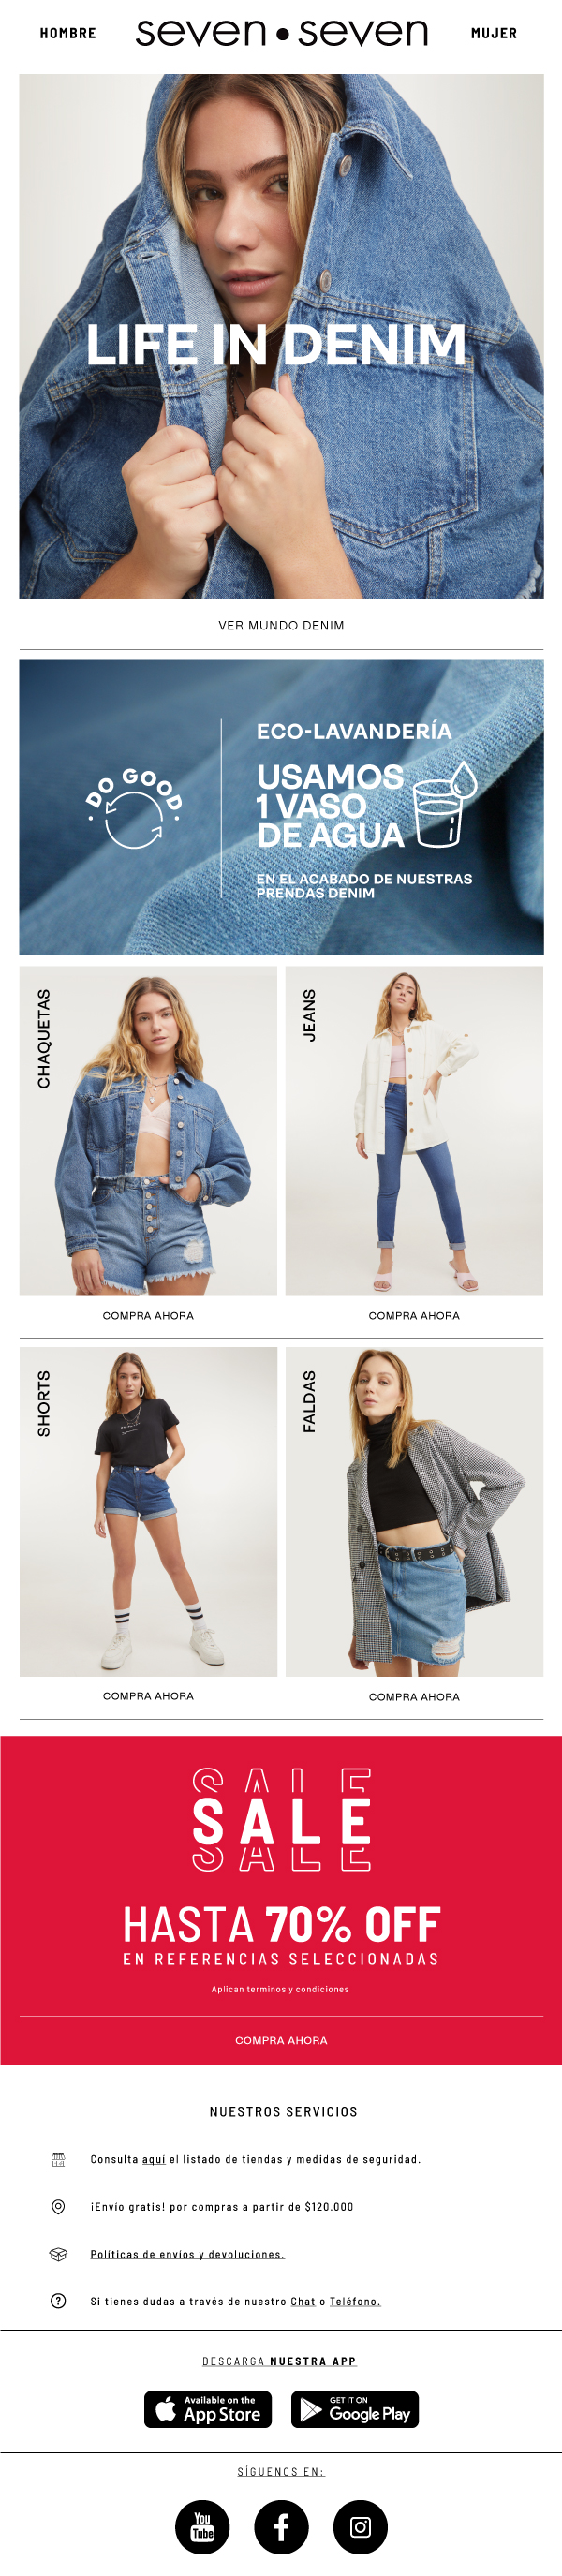 HOMBRE
seven•seven
MUJER
LIFE IN DENIM
VER MUNDO DENIM
DO GOOD
ECO-LAVANDERÍA
USAMOS
1 VASO
DE AGUA
EN EL ACABADO DE NUESTRAS
PRENDAS DENIM
CHAQUETAS
JEANS
COMPRA AHORA
COMPRA AHORA
SHORTS
FALDAS
COMPRA AHORA
COMPRA AHORA
SALE
SALE
SALE
HASTA 70% OFF
EN REFERENCIAS SELECCIONADAS
Aplican terminos y condiciones
COMPRA AHORA
NUESTROS SERVICIOS
Consulta aquí el listado de tiendas y medidas de seguridad.
¡Envío gratis! por compras a partir de $120.000
Políticas de envíos y devoluciones.
Si tienes dudas a través de nuestro Chat o Teléfono.
DESCARGA NUESTRA APP
Available on the
App Store
GET IT ON
Google Play
SÍGUENOS EN:
You
Tube